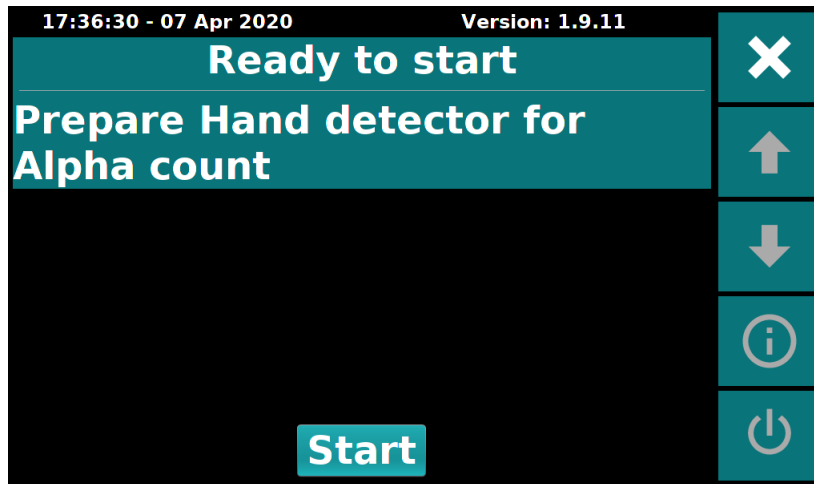 17:36:30 - 07 Apr 2020 Version: 1.9.11
Ready to start
Prepare Hand detector for
Alpha count
Start